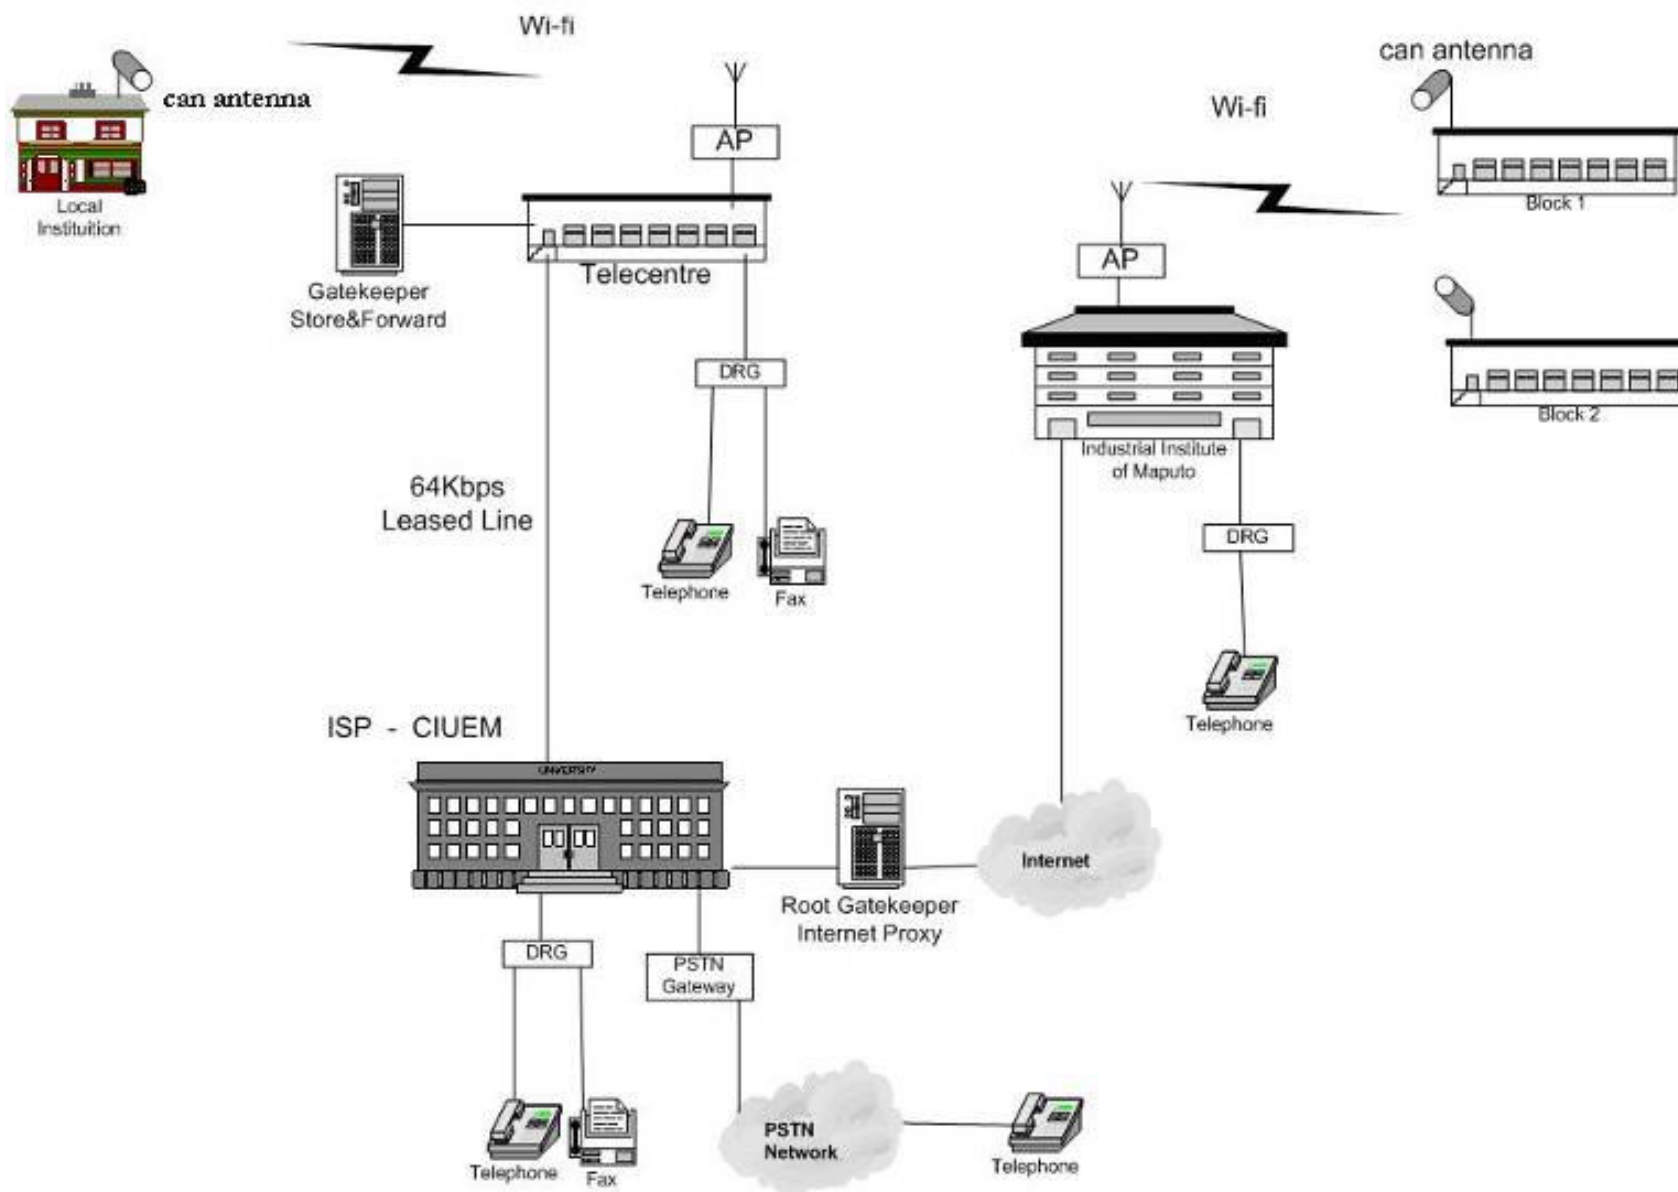 Wi-fi
can antenna
can antenna
Wi-fi
AP
Local
Instituition
Block 1
AP
Telecentre
Gatekeeper
Store&Forward
DRG
Block 2
Industrial Institute
of Maputo
64Kbps
Leased Line
DRG
Telephone
Fax
Telephone
ISP - CIUEM
UNIVERSITY
Internet
Root Gatekeeper
Internet Proxy
DRG
PSTN
Gateway
PSTN
Network
Telephone
Fax
Telephone